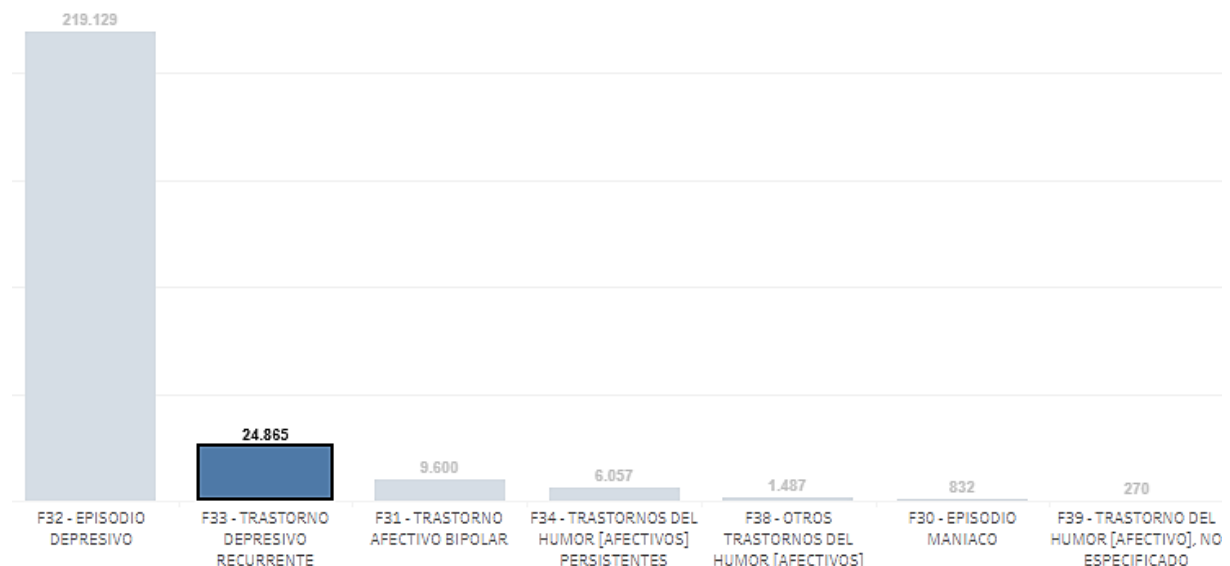 219.129
24.865
9.600
6.057
1.487
832
270
F32 - EPISODIO
DEPRESIVO
F33 - TRASTORNO
DEPRESIVO
RECURRENTE
F31 - TRASTORNO
AFECTIVO BIPOLAR
F34 - TRASTORNOS DEL
HUMOR [AFECTIVOS]
PERSISTENTES
F38 - OTROS
TRASTORNOS DEL
HUMOR [AFECTIVOS]
F30 - EPISODIO
MANIACO
F39 - TRASTORNO DEL
HUMOR [AFECTIVO], NO
ESPECIFICADO